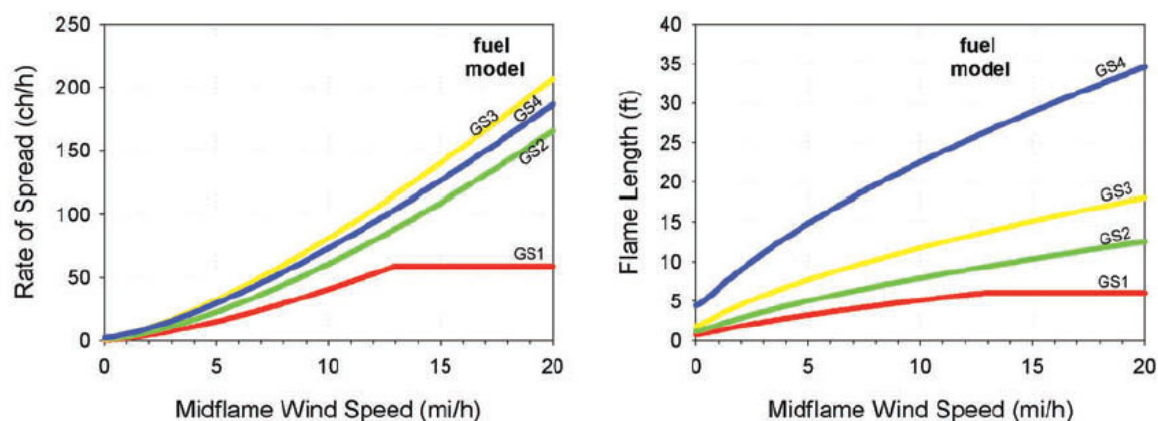 250
200
150
100
50
0
Rate of Spread (ch/h)
fuel
model
GS3
GS4
GS2
GS1
0 5 10 15 20
Midflame Wind Speed (mi/h)
40
35
30
25
20
15
10
5
0
Flame Length (ft)
fuel
model
GS4
GS3
GS2
GS1
0 5 10 15 20
Midflame Wind Speed (mi/h)